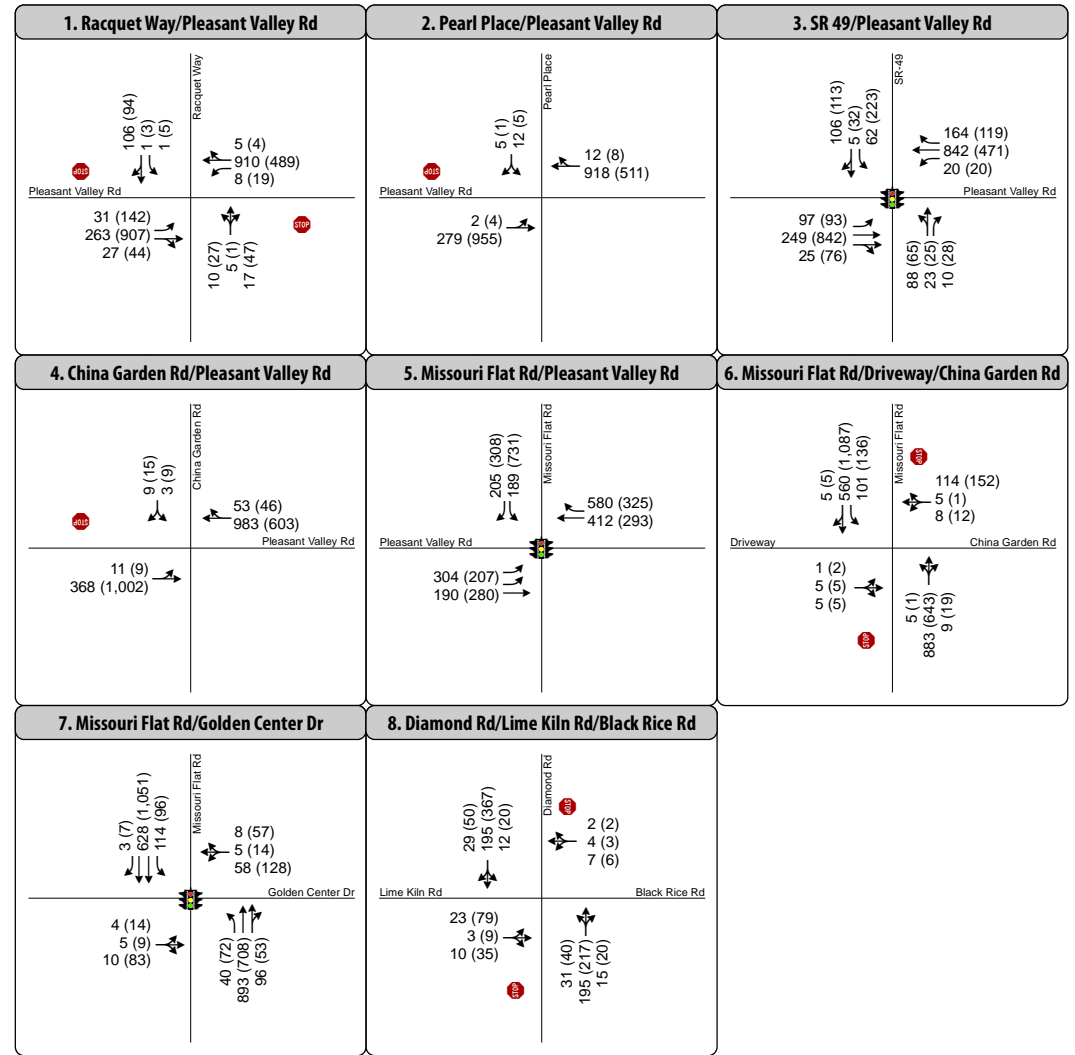 1. Racquet Way/Pleasant Valley Rd
106 (94)
1 (3)
1 (5)
Racquet Way
5 (4)
910 (489)
8 (19)
STOP
Pleasant Valley Rd
31 (142)
263 (907)
27 (44)
10 (27)
5 (1)
17 (47)
STOP
2. Pearl Place/Pleasant Valley Rd
5 (1)
12 (5)
Pearl Place
12 (8)
918 (511)
STOP
Pleasant Valley Rd
2 (4)
279 (955)
3. SR 49/Pleasant Valley Rd
106 (113)
5 (32)
62 (223)
SR-49
164 (119)
842 (471)
20 (20)
Pleasant Valley Rd
97 (93)
249 (842)
25 (76)
88 (65)
23 (25)
10 (28)
4. China Garden Rd/Pleasant Valley Rd
9 (15)
3 (9)
China Garden Rd
53 (46)
983 (603)
STOP
Pleasant Valley Rd
11 (9)
368 (1,002)
5. Missouri Flat Rd/Pleasant Valley Rd
205 (308)
189 (731)
Missouri Flat Rd
580 (325)
412 (293)
Pleasant Valley Rd
304 (207)
190 (280)
6. Missouri Flat Rd/Driveway/China Garden Rd
5 (5)
560 (1,087)
101 (136)
Missouri Flat Rd
STOP
114 (152)
5 (1)
8 (12)
Driveway
China Garden Rd
1 (2)
5 (5)
5 (5)
STOP
5 (1)
883 (643)
9 (19)
7. Missouri Flat Rd/Golden Center Dr
3 (7)
628 (1,051)
114 (96)
Missouri Flat Rd
8 (57)
5 (14)
58 (128)
Golden Center Dr
4 (14)
5 (9)
10 (83)
40 (72)
893 (708)
96 (53)
8. Diamond Rd/Lime Kiln Rd/Black Rice Rd
29 (50)
195 (367)
12 (20)
Diamond Rd
STOP
2 (2)
4 (3)
7 (6)
Lime Kiln Rd
Black Rice Rd
23 (79)
3 (9)
10 (35)
STOP
31 (40)
195 (217)
15 (20)